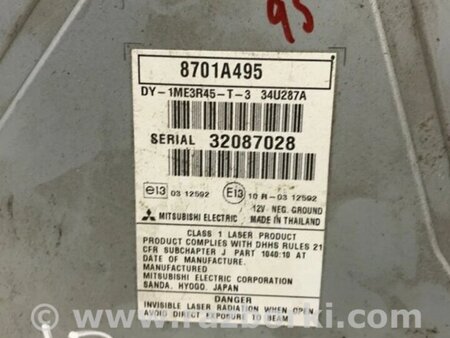 95
8701A495
DY-1ME3R45-T-3 34U287A
SERIAL 32087028
e13 03 12592 E13 10 R-03 12592
MITSUBISHI ELECTRIC 12V NEG. GROUND
MADE IN THAILAND
CLASS 1 LASER PRODUCT
PRODUCT COMPLIES WITH DHHS RULES 21
CFR SUBCHAPTER J PART 1040:10 AT
DATE OF MANUFACTURE.
MANUFACTURED
MITSUBISHI ELECTRIC CORPORATION
SANDA, HYOGO, JAPAN
DANGER
INVISIBLE LASER RADIATION WHEN OPEN
AVOID DIRECT EXPOSURE TO BEAM
www.razborki.com